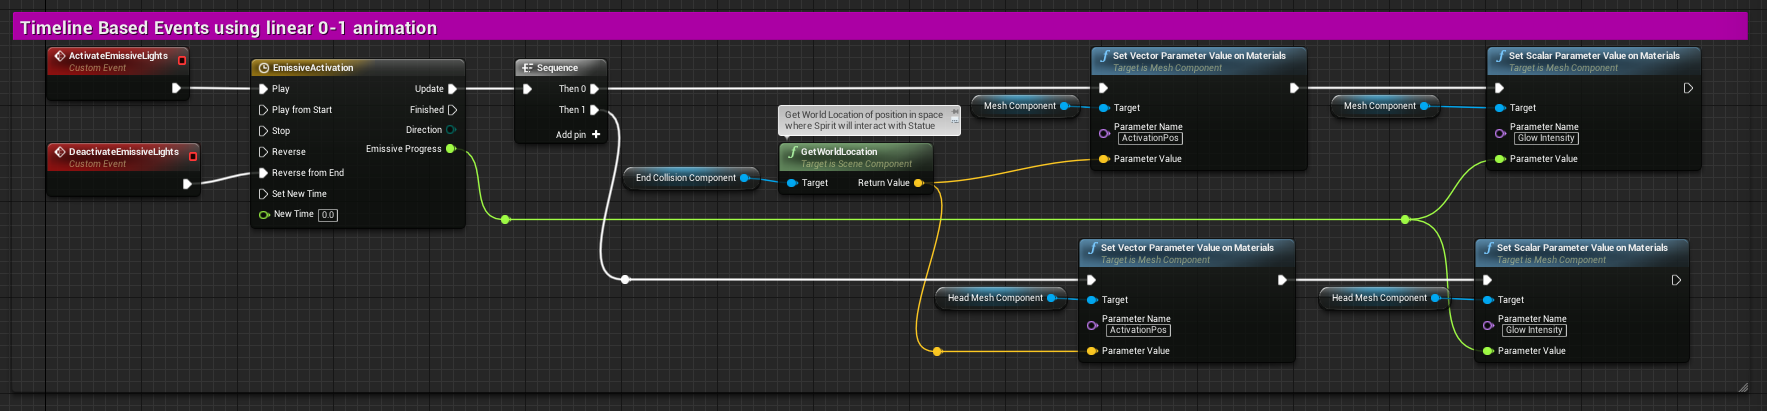 Timeline Based Events using linear 0-1 animation
ActivateEmissiveLights
Custom Event
DeactivateEmissiveLights
Custom Event
EmissiveActivation
Play
Update
Play from Start
Finished
Stop
Direction
Reverse
Emissive Progress
Reverse from End
Set New Time
New Time 0.0
Sequence
Then 0
Then 1
Add pin
Get World Location of position in space
where Spirit will interact with Statue
End Collision Component
GetWorldLocation
Target is Scene Component
Target
Return Value
Mesh Component
Set Vector Parameter Value on Materials
Target is Mesh Component
Target
Parameter Name
ActivationPos
Parameter Value
Mesh Component
Set Scalar Parameter Value on Materials
Target is Mesh Component
Target
Parameter Name
Glow Intensity
Parameter Value
Head Mesh Component
Set Vector Parameter Value on Materials
Target is Mesh Component
Target
Parameter Name
ActivationPos
Parameter Value
Head Mesh Component
Set Scalar Parameter Value on Materials
Target is Mesh Component
Target
Parameter Name
Glow Intensity
Parameter Value